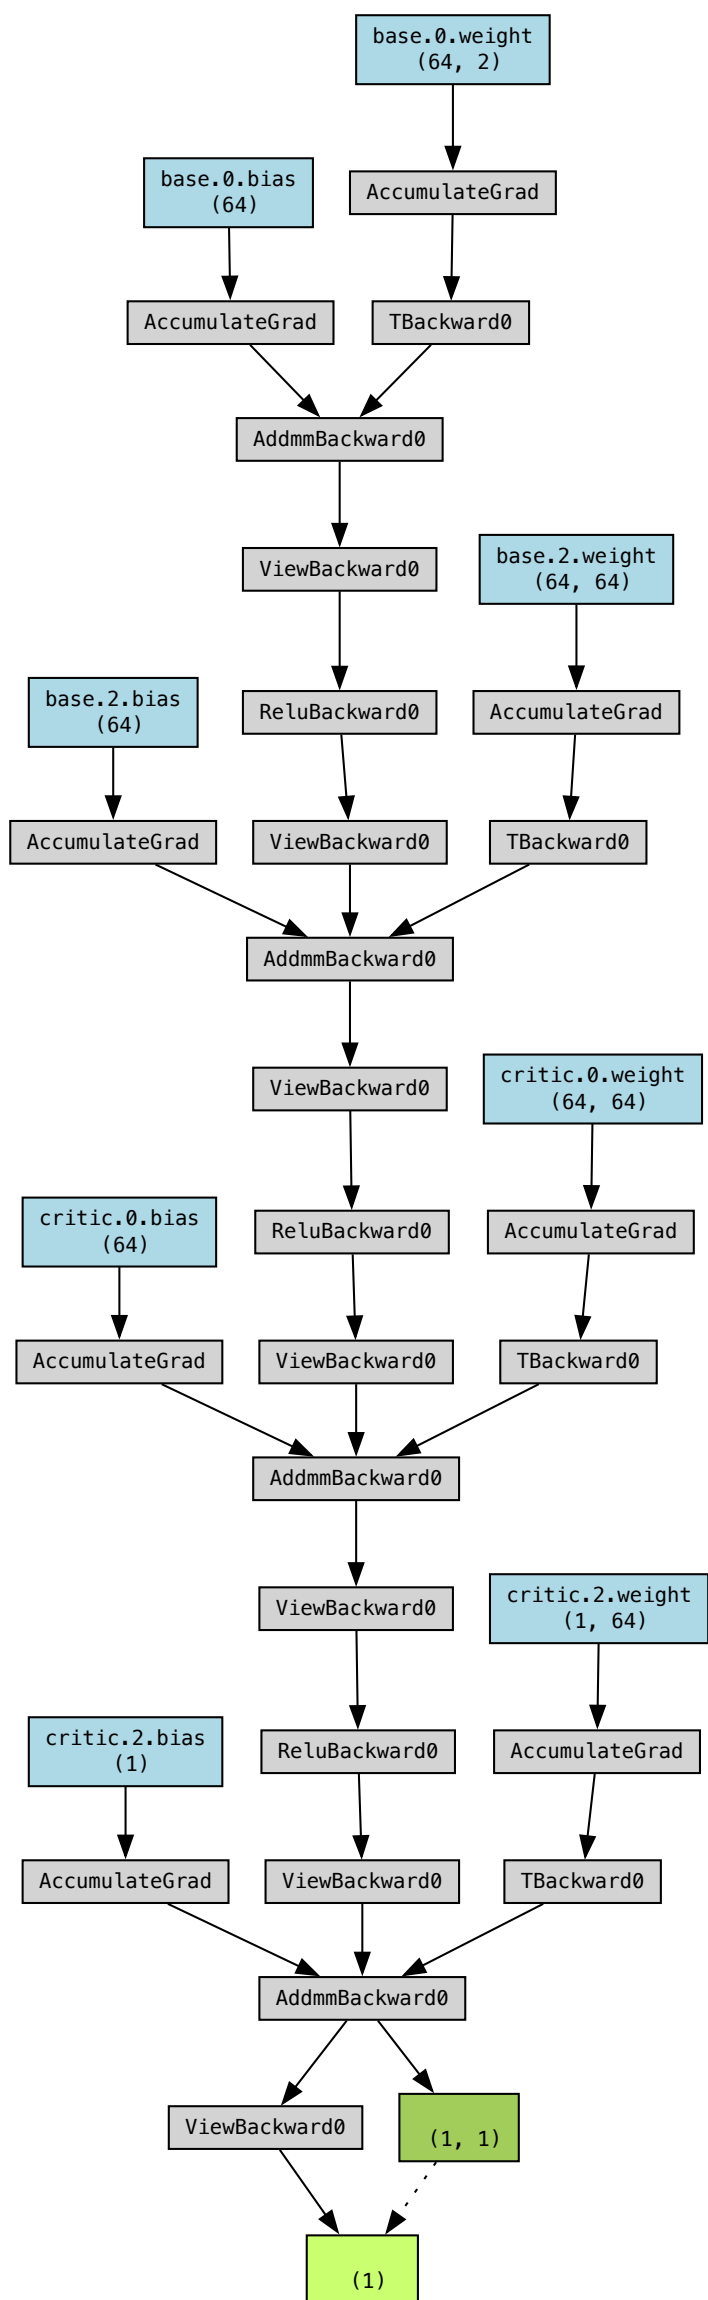 base.0.weight
(64, 2)
base.0.bias
(64)
AccumulateGrad
AccumulateGrad
TBackward0
AddmmBackward0
ViewBackward0
base.2.weight
(64, 64)
base.2.bias
(64)
ReluBackward0
AccumulateGrad
AccumulateGrad
ViewBackward0
TBackward0
AddmmBackward0
ViewBackward0
critic.0.weight
(64, 64)
critic.0.bias
(64)
ReluBackward0
AccumulateGrad
AccumulateGrad
ViewBackward0
TBackward0
AddmmBackward0
ViewBackward0
critic.2.weight
(1, 64)
critic.2.bias
(1)
ReluBackward0
AccumulateGrad
AccumulateGrad
ViewBackward0
TBackward0
AddmmBackward0
ViewBackward0
(1, 1)
(1)